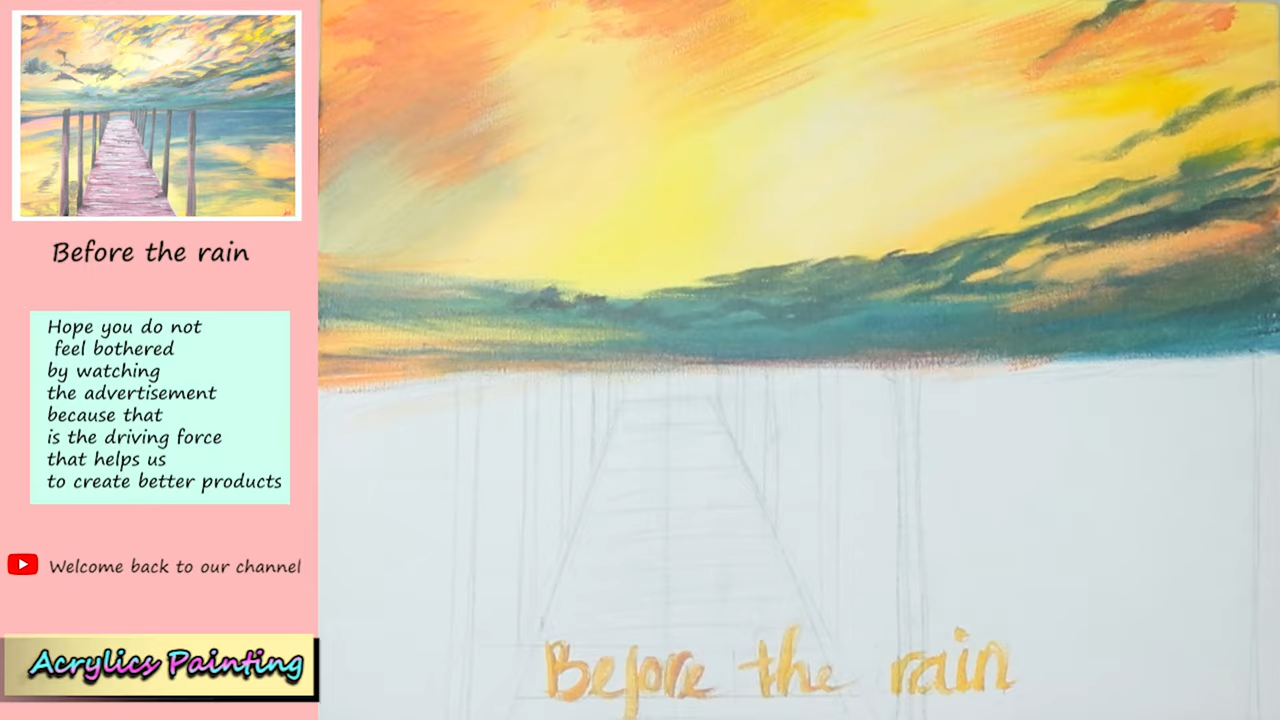 Before the rain
Hope you do not
feel bothered
by watching
the advertisement
because that
is the driving force
that helps us
to create better products
Welcome back to our channel
Acrylics Painting
Before the rain